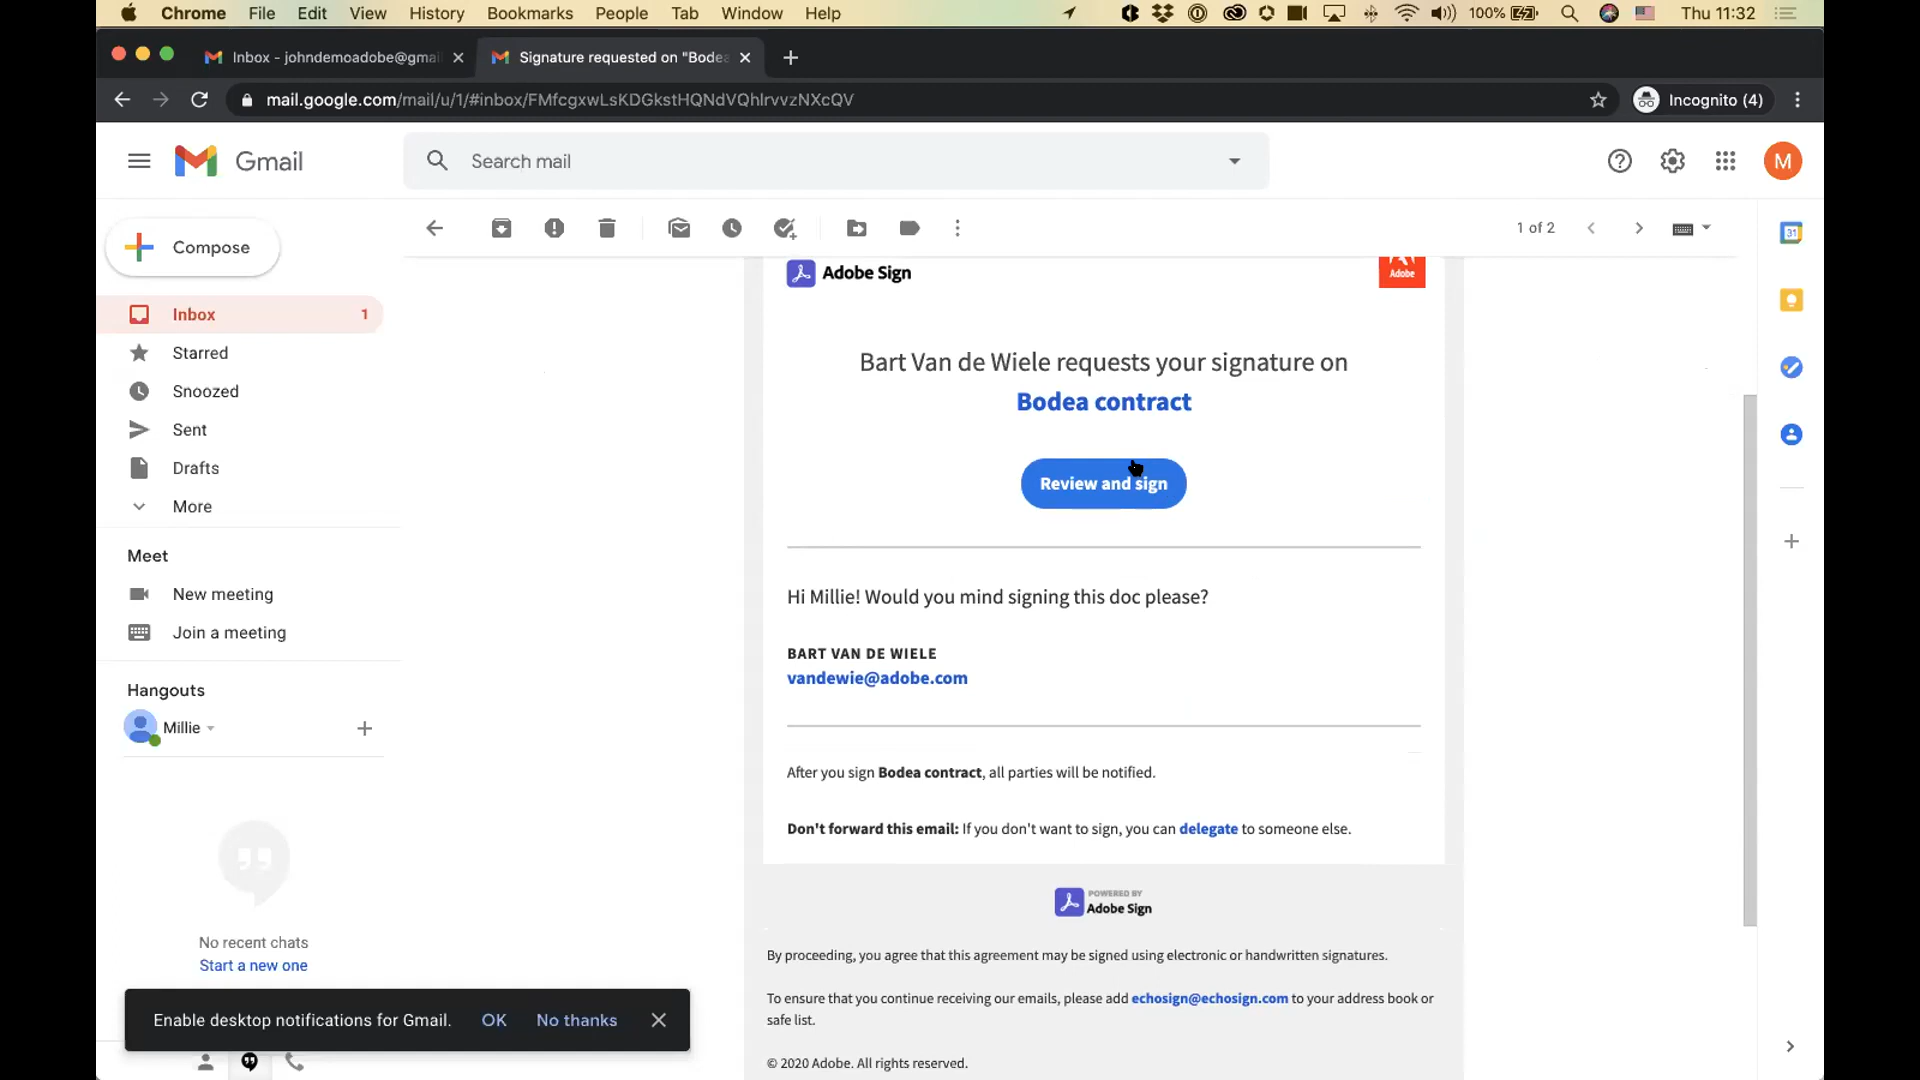 Chrome File Edit View History Bookmarks People Tab Window Help 100% Thu 11:32
Inbox - johndemoadobe@gmai Signature requested on "Bodea
mail.google.com/mail/u/1/#inbox/FMfcgxwLsKDGkstHQNdVQhlrvvzNXcQV Incognito (4)
Gmail Search mail M
Compose 1 of 2
31
Adobe Sign Adobe
Inbox 1
Starred
Snoozed
Sent
Drafts
More
Bart Van de Wiele requests your signature on
Bodea contract
Review and sign
Meet
New meeting
Join a meeting
Hi Millie! Would you mind signing this doc please?
BART VAN DE WIELE
vandewie@adobe.com
Hangouts
Millie
After you sign Bodea contract, all parties will be notified.
Don't forward this email: If you don't want to sign, you can delegate to someone else.
POWERED BY
Adobe Sign
No recent chats
Start a new one
By proceeding, you agree that this agreement may be signed using electronic or handwritten signatures.
To ensure that you continue receiving our emails, please add echosign@echosign.com to your address book or
safe list.
Enable desktop notifications for Gmail. OK No thanks
© 2020 Adobe. All rights reserved.